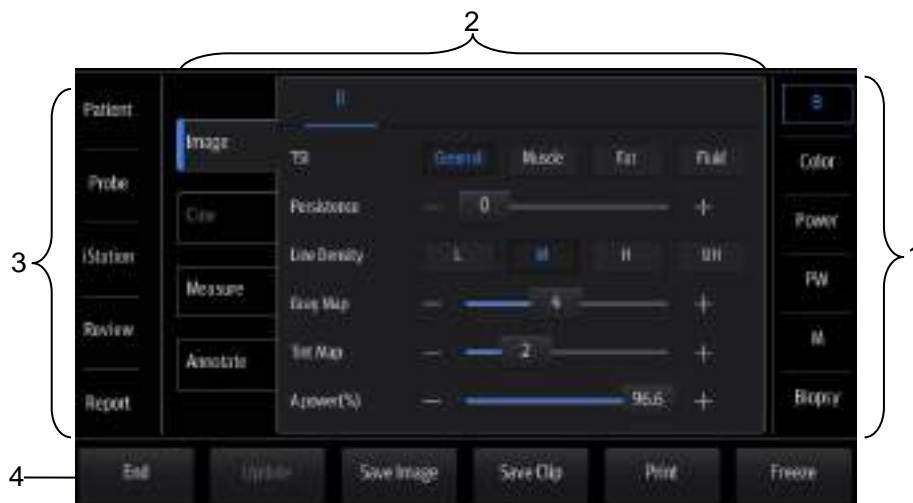 2
B
Patient
B
Image
TSI General Muscle Fat Fluid
Color
Probe
Persistence − 0 +
Cine
Power
3
iStation
Line Density L M H UH
1
Measure
PW
Gray Map − 4 +
Review
M
Annotate
Tint Map − 2 +
Report
A.power(%) − 96.6 +
Biopsy
4
End Update Save Image Save Clip Print Freeze